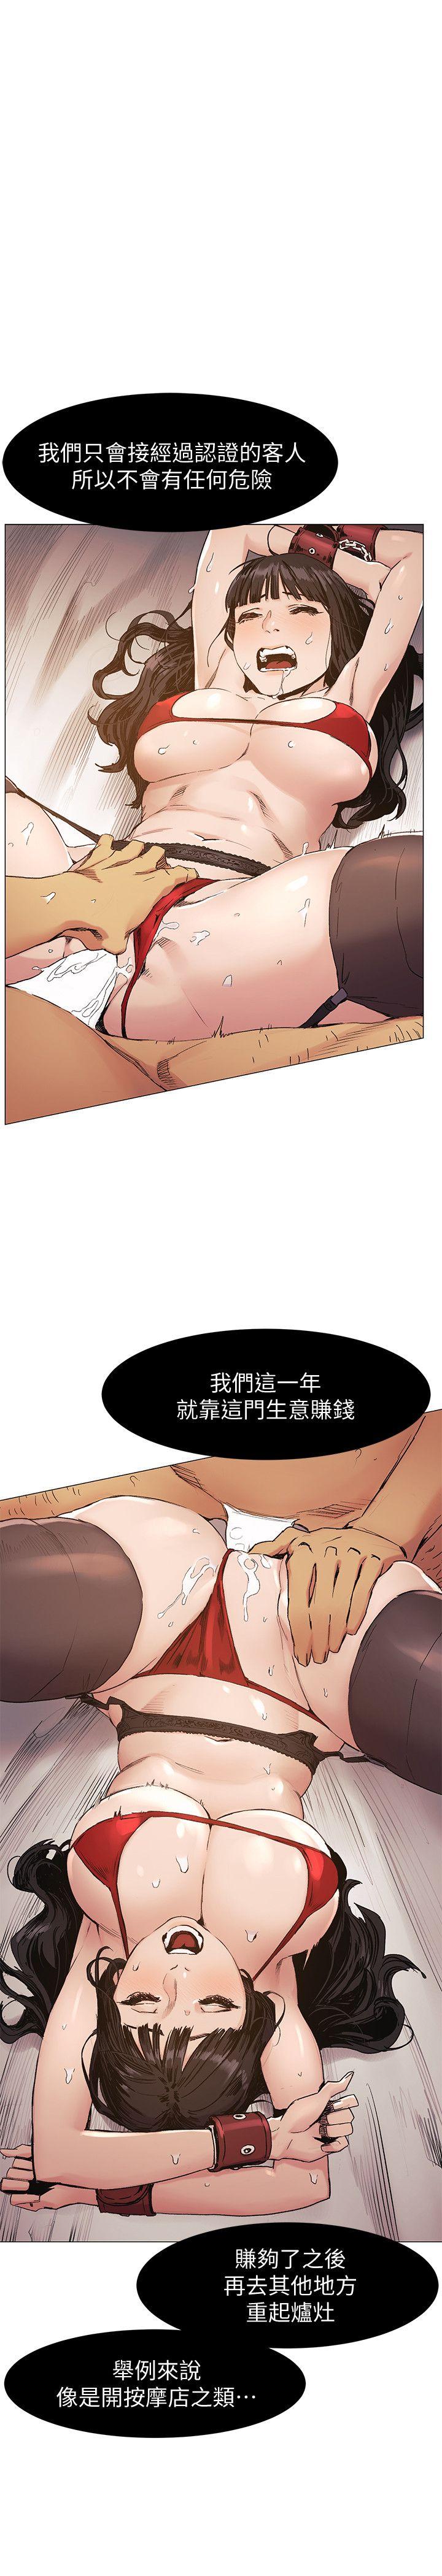 我們只會接經過認證的客人
所以不會有任何危險
我們這一年
就靠這門生意賺錢
賺夠了之後
再去其他地方
重起爐灶
舉例來說
像是開按摩店之類…